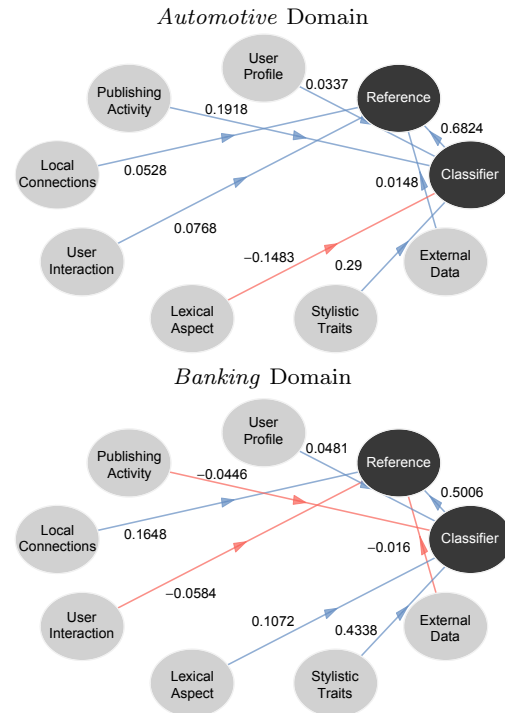 Automotive Domain
User
Profile
0.0337
Publishing
Activity
Reference
0.1918
0.6824
Local
Connections
0.0528
Classifier
0.0148
User
Interaction
0.0768
External
Data
−0.1483
0.29
Lexical
Aspect
Stylistic
Traits
Banking Domain
User
Profile
0.0481
Publishing
Activity
−0.0446
Reference
0.5006
Local
Connections
0.1648
Classifier
−0.016
User
Interaction
−0.0584
External
Data
0.1072
0.4338
Lexical
Aspect
Stylistic
Traits